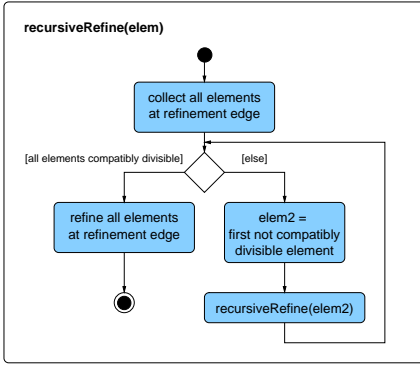 recursiveRefine(elem)
collect all elements
at refinement edge
[all elements compatibly divisible]
[else]
refine all elements
at refinement edge
elem2 =
first not compatibly
divisible element
recursiveRefine(elem2)